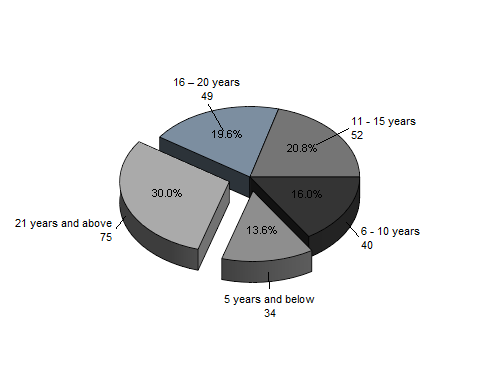 16 – 20 years
49
19.6%
11 - 15 years
52
20.8%
30.0%
16.0%
21 years and above
75
13.6%
6 - 10 years
40
5 years and below
34